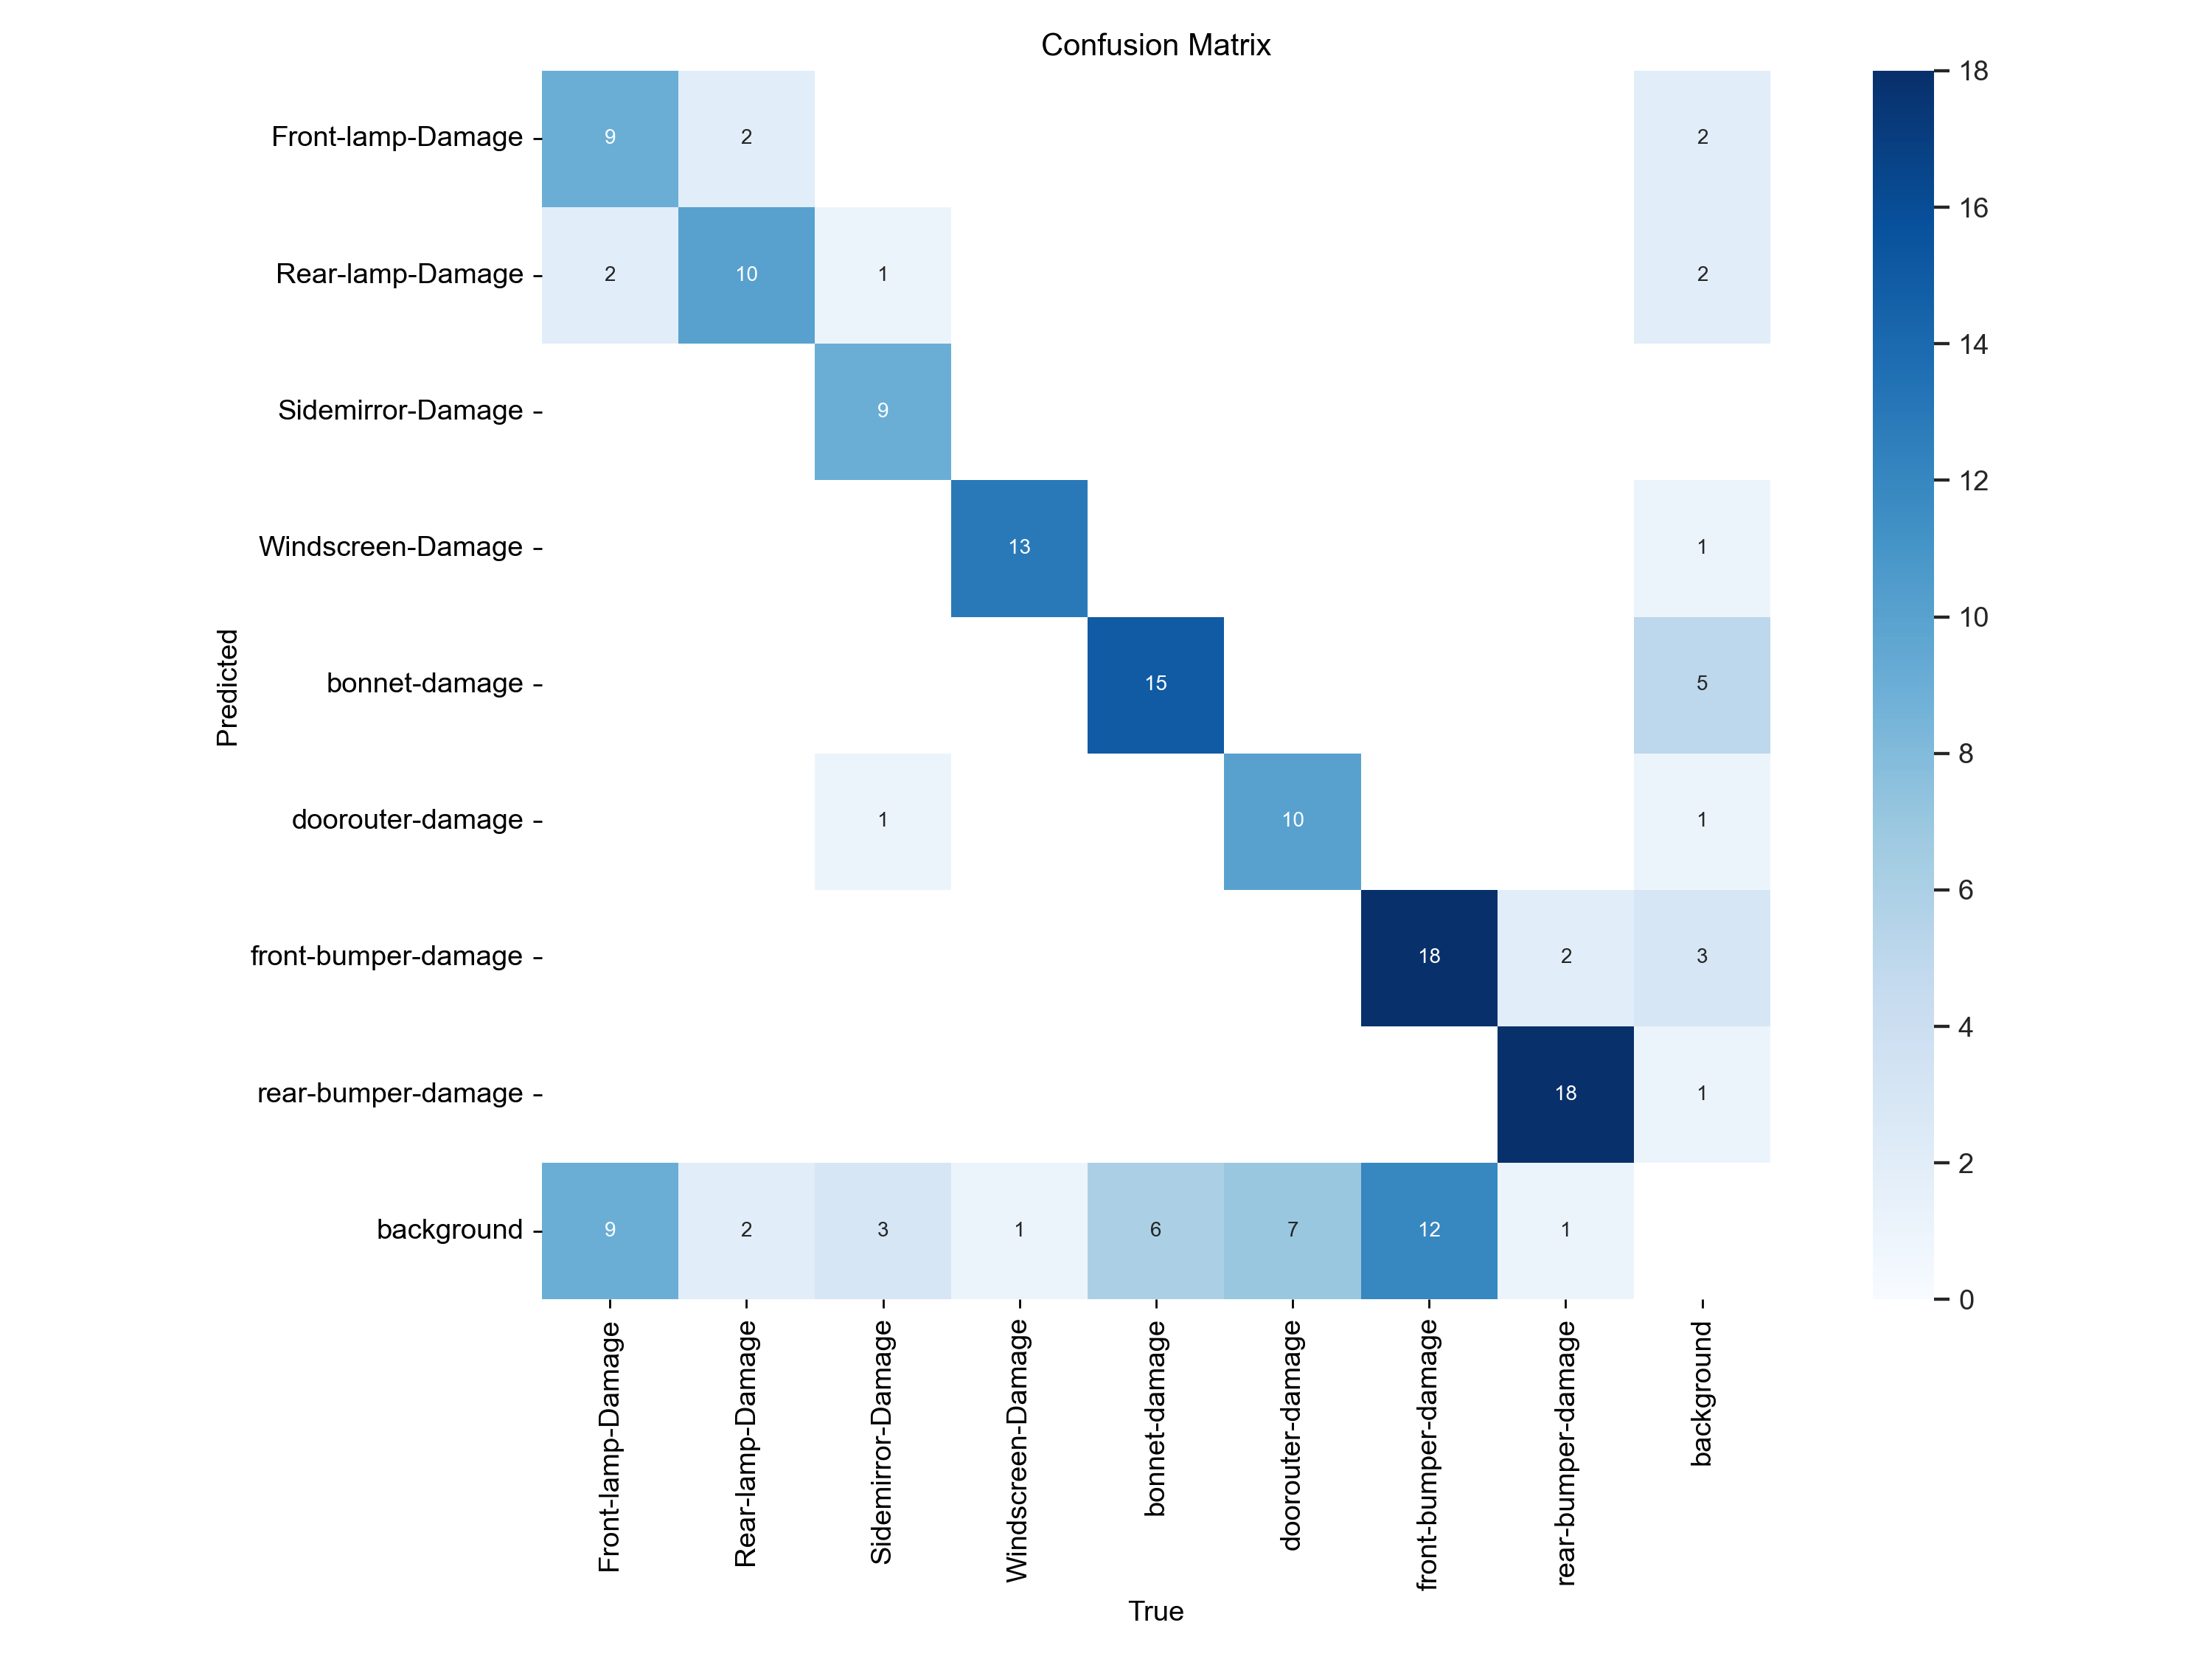 Confusion Matrix
Front-lamp-Damage 9 2 2
Rear-lamp-Damage 2 10 1 2
Sidemirror-Damage 9
Windscreen-Damage 13 1
bonnet-damage 15 5
doorouter-damage 1 10 1
front-bumper-damage 18 2 3
rear-bumper-damage 18 1
background 9 2 3 1 6 7 12 1
Predicted
Front-lamp-Damage
Rear-lamp-Damage
Sidemirror-Damage
Windscreen-Damage
bonnet-damage
doorouter-damage
front-bumper-damage
rear-bumper-damage
background
True
18
16
14
12
10
8
6
4
2
0